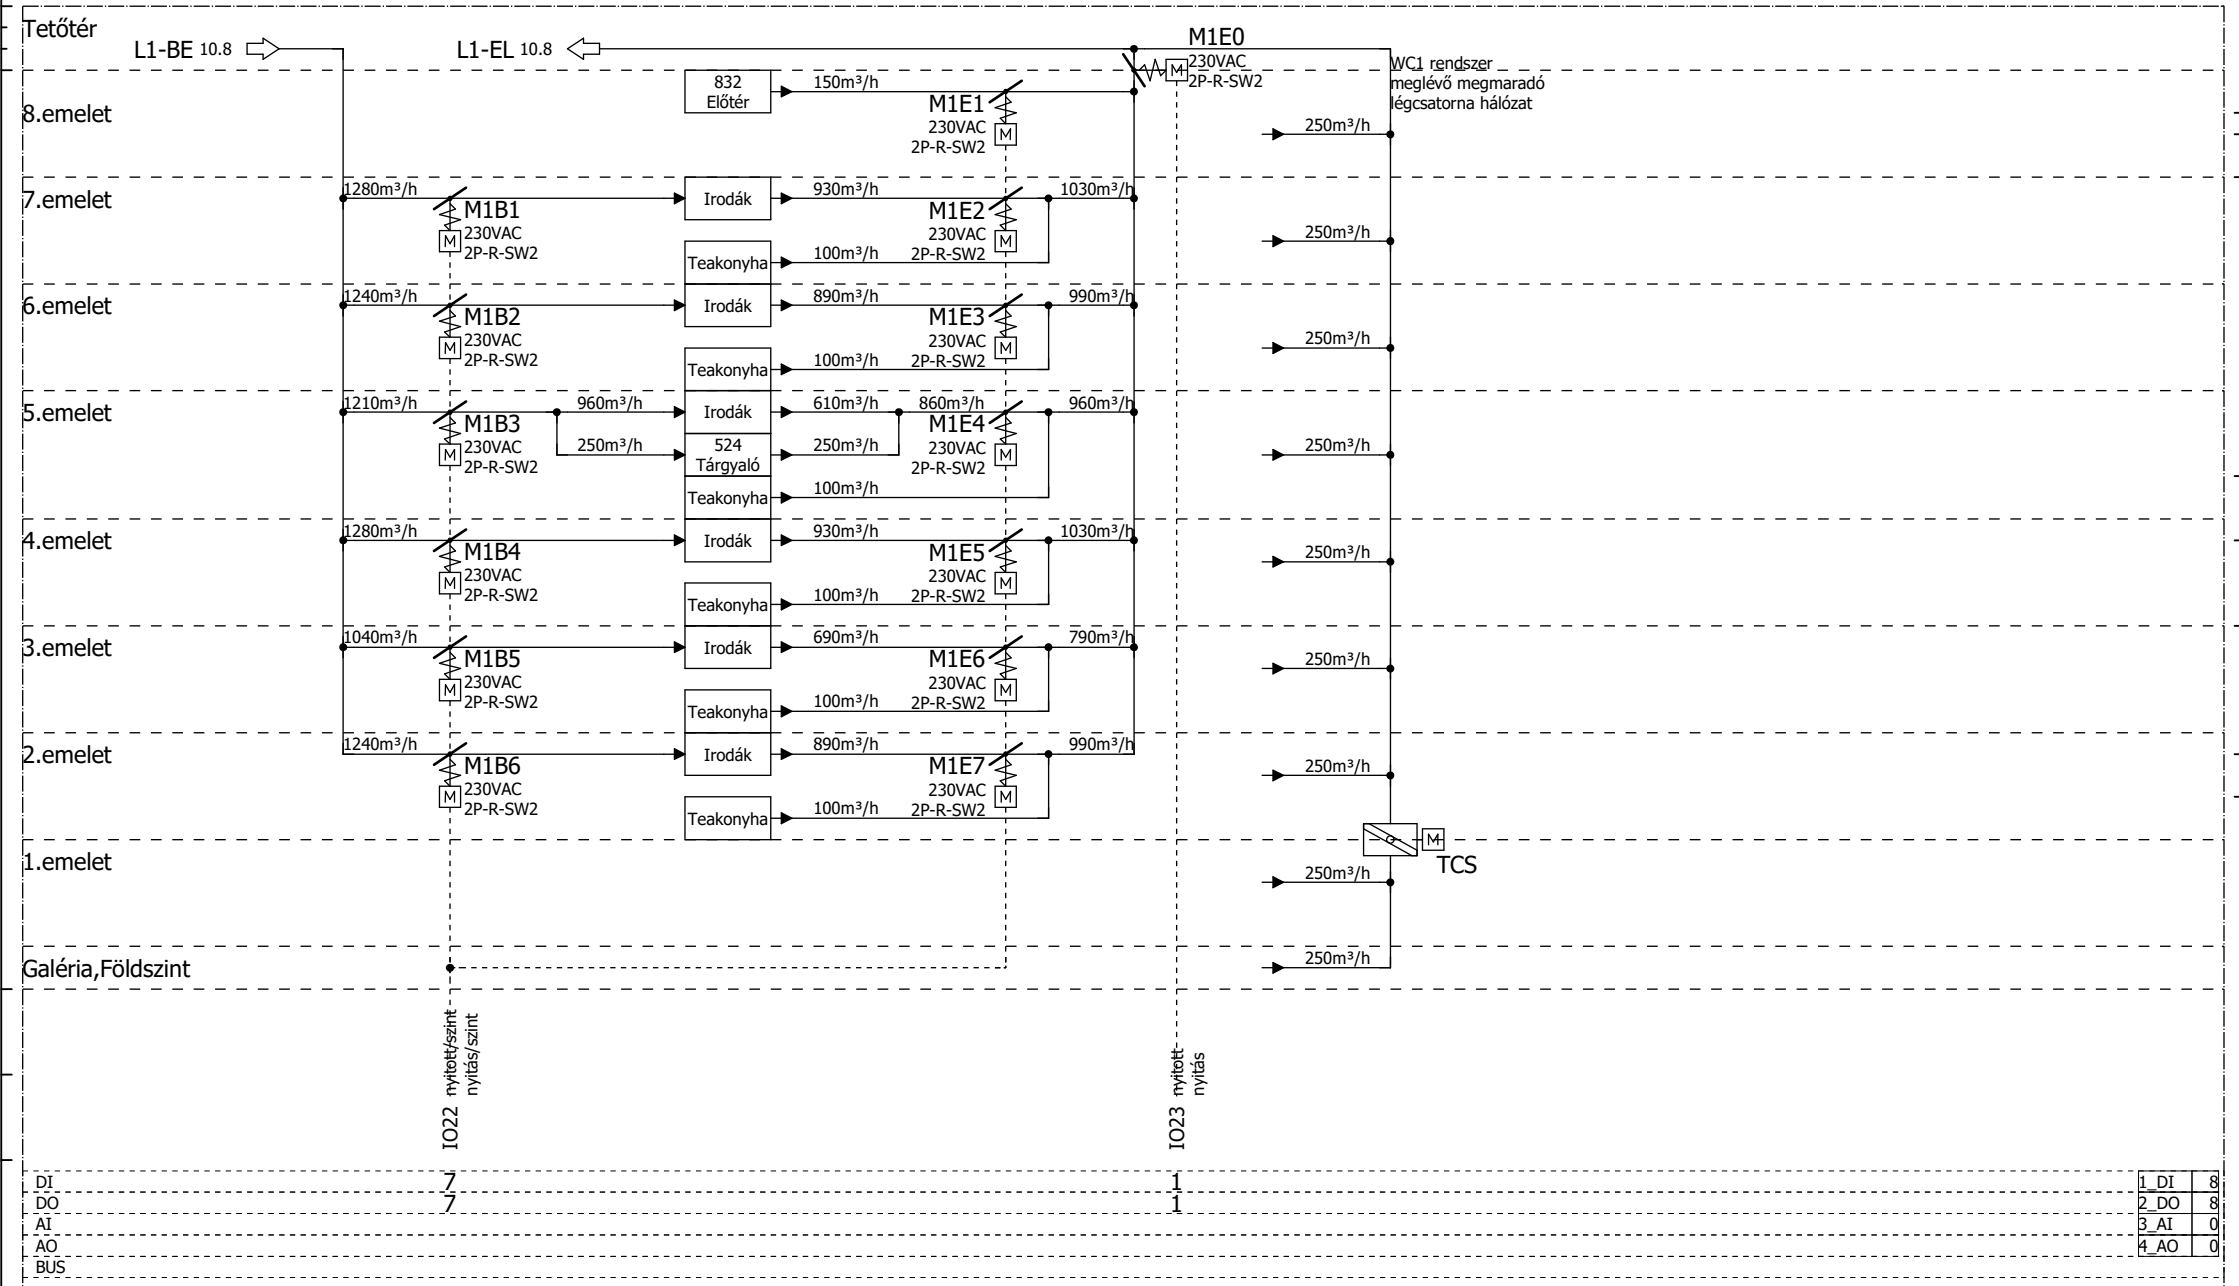 Tetőtér
L1-BE 10.8
L1-EL 10.8
M1E0
230VAC
2P-R-SW2
WC1 rendszer
meglévő megmaradó
légcsatorna hálózat
8.emelet
832
Előtér
150m³/h
M1E1
230VAC
2P-R-SW2
M
M
250m³/h
7.emelet
1280m³/h
M1B1
230VAC
2P-R-SW2
M
Irodák
930m³/h
M1E2
230VAC
2P-R-SW2
M
1030m³/h
250m³/h
Teakonyha
100m³/h
6.emelet
1240m³/h
M1B2
230VAC
2P-R-SW2
M
Irodák
890m³/h
M1E3
230VAC
2P-R-SW2
M
990m³/h
250m³/h
Teakonyha
100m³/h
5.emelet
1210m³/h
M1B3
230VAC
2P-R-SW2
M
960m³/h
250m³/h
Irodák
610m³/h
860m³/h
M1E4
230VAC
2P-R-SW2
M
960m³/h
524
Tárgyaló
250m³/h
250m³/h
Teakonyha
100m³/h
4.emelet
1280m³/h
M1B4
230VAC
2P-R-SW2
M
Irodák
930m³/h
M1E5
230VAC
2P-R-SW2
M
1030m³/h
250m³/h
Teakonyha
100m³/h
3.emelet
1040m³/h
M1B5
230VAC
2P-R-SW2
M
Irodák
690m³/h
M1E6
230VAC
2P-R-SW2
M
790m³/h
250m³/h
Teakonyha
100m³/h
2.emelet
1240m³/h
M1B6
230VAC
2P-R-SW2
M
Irodák
890m³/h
M1E7
230VAC
2P-R-SW2
M
990m³/h
250m³/h
Teakonyha
100m³/h
1.emelet
M
TCS
250m³/h
Galéria,Földszint
250m³/h
IO22 nyitott/szint
nyitás/szint
IO23 nyitott
nyitás
DI 7 1
DO 7 1
AI
AO
BUS
1_DI 8
2_DO 8
3_AI 0
4_AO 0